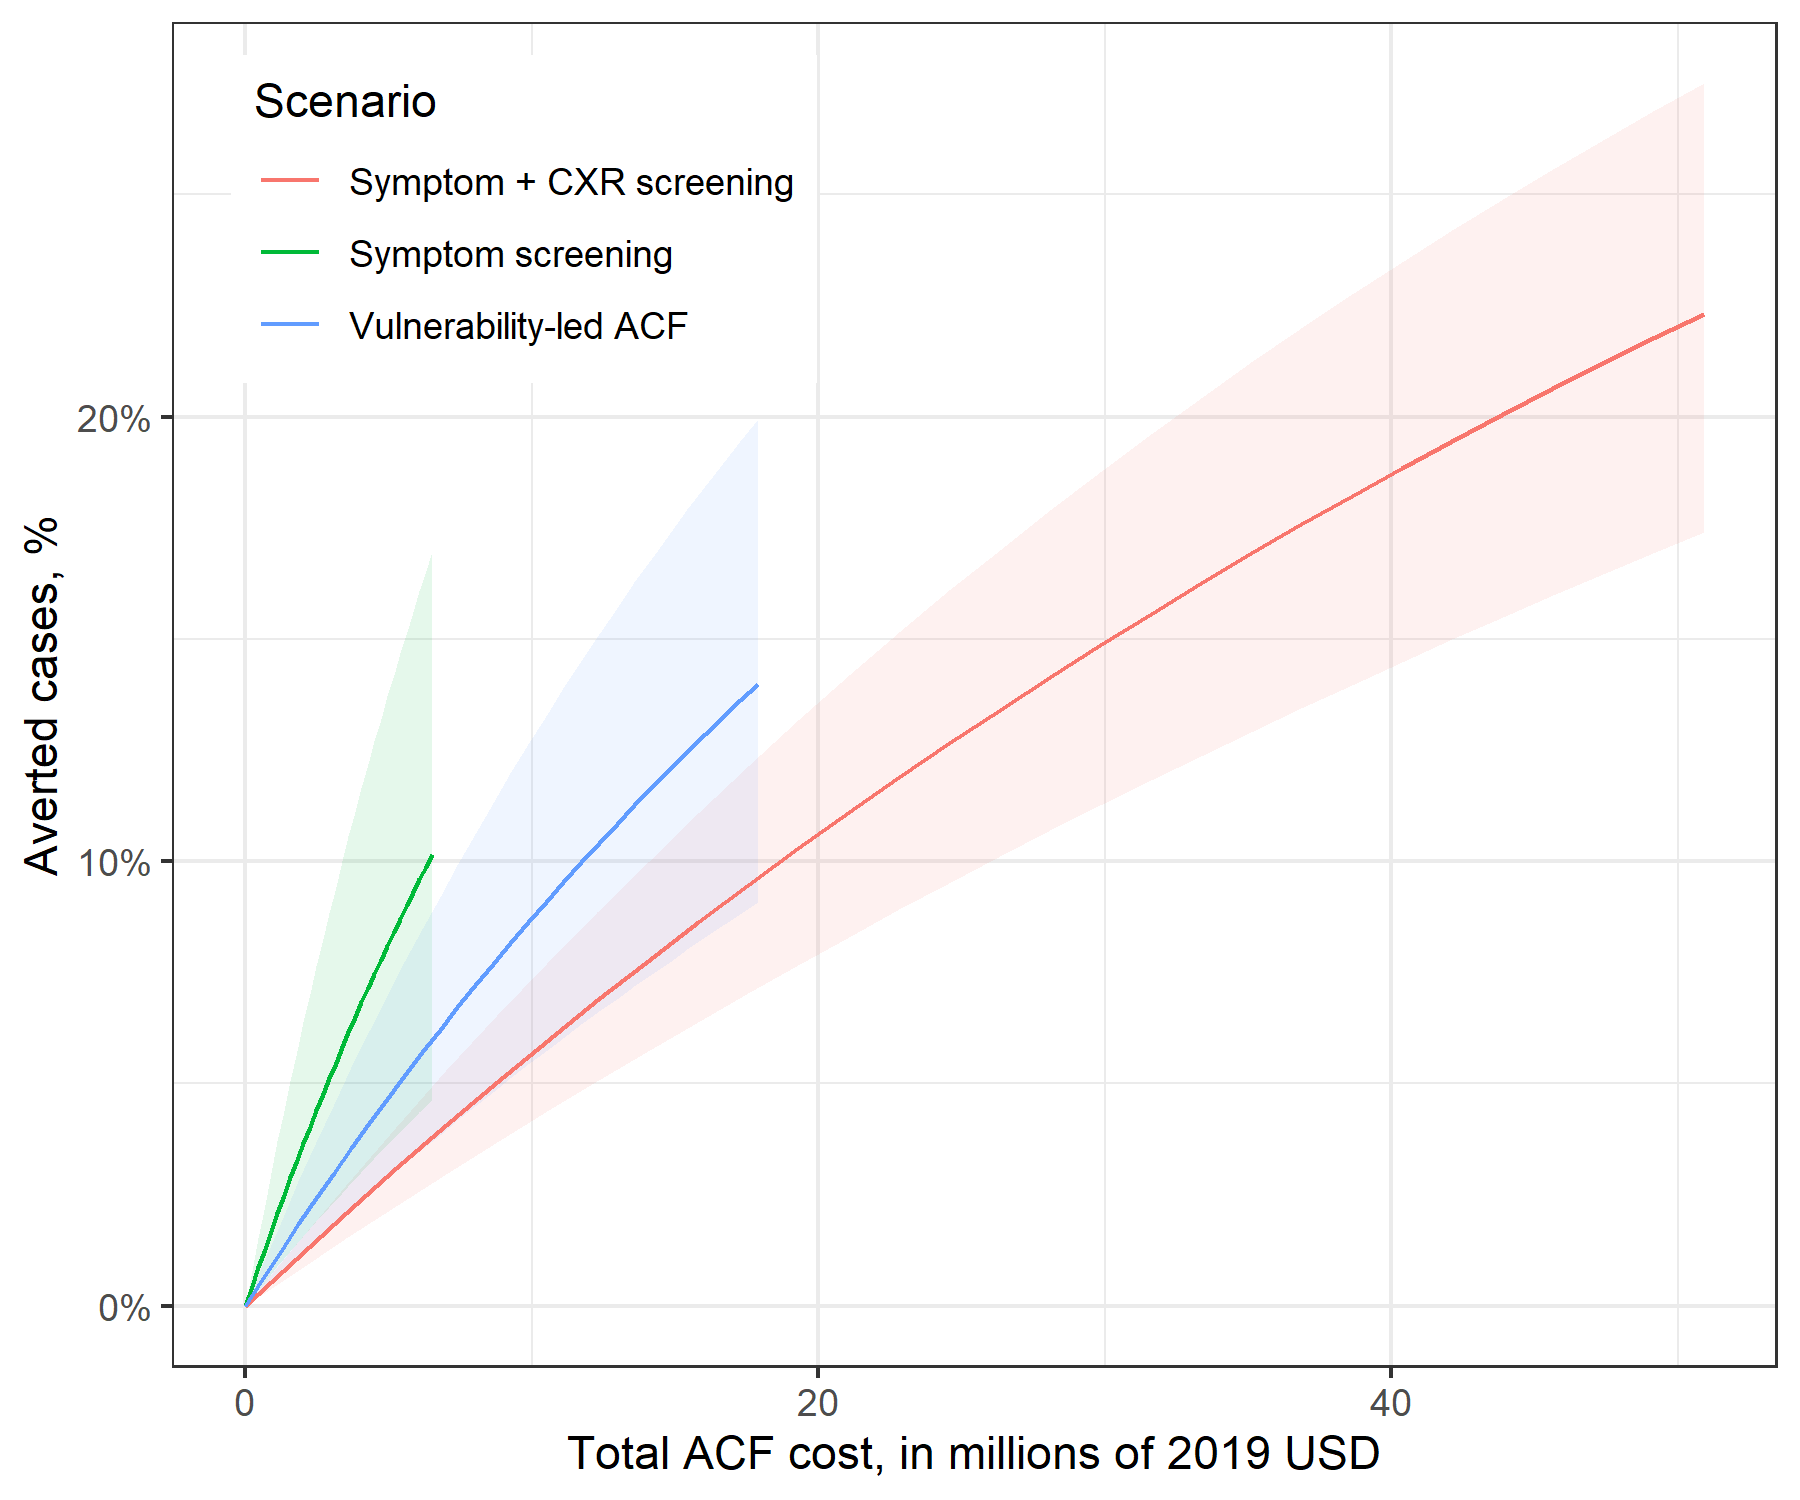 Scenario
Symptom + CXR screening
Symptom screening
Vulnerability-led ACF
20%
10%
0%
Averted cases, %
0
20
40
Total ACF cost, in millions of 2019 USD